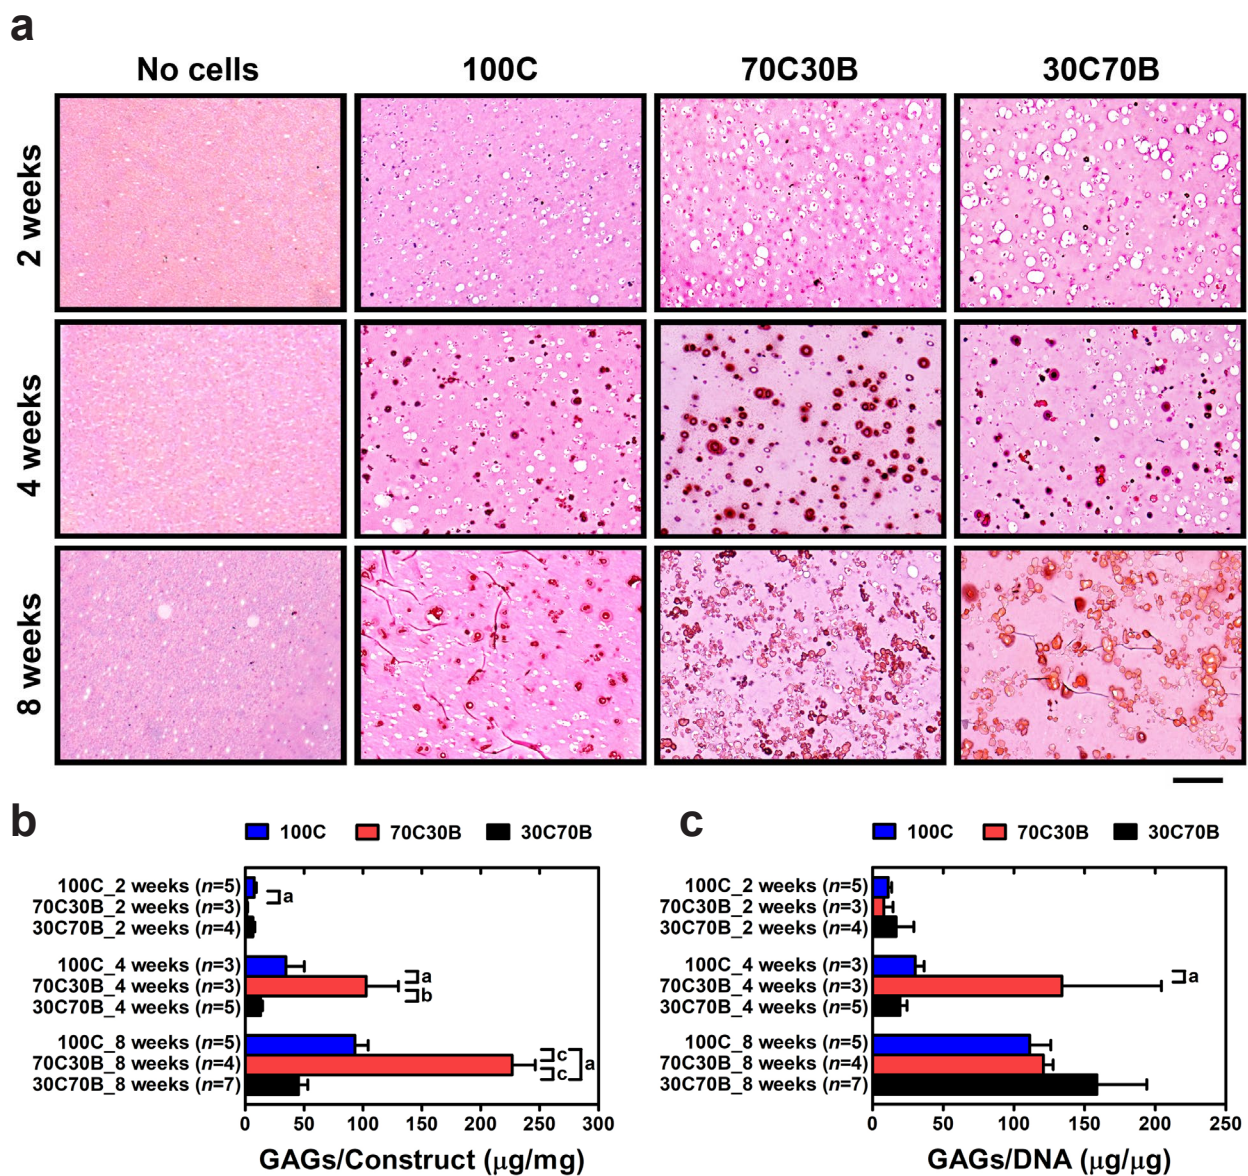 a
No cells 100C 70C30B 30C70B
2 weeks
4 weeks
8 weeks
b
100C 70C30B 30C70B
100C_2 weeks (n=5)
70C30B_2 weeks (n=3)
30C70B_2 weeks (n=4)
a
100C_4 weeks (n=3)
70C30B_4 weeks (n=3)
30C70B_4 weeks (n=5)
a
b
100C_8 weeks (n=5)
70C30B_8 weeks (n=4)
30C70B_8 weeks (n=7)
c
c
a
0 50 100 150 200 250 300
GAGs/Construct (µg/mg)
c
100C 70C30B 30C70B
100C_2 weeks (n=5)
70C30B_2 weeks (n=3)
30C70B_2 weeks (n=4)
100C_4 weeks (n=3)
70C30B_4 weeks (n=3)
30C70B_4 weeks (n=5)
a
100C_8 weeks (n=5)
70C30B_8 weeks (n=4)
30C70B_8 weeks (n=7)
0 50 100 150 200 250
GAGs/DNA (µg/µg)